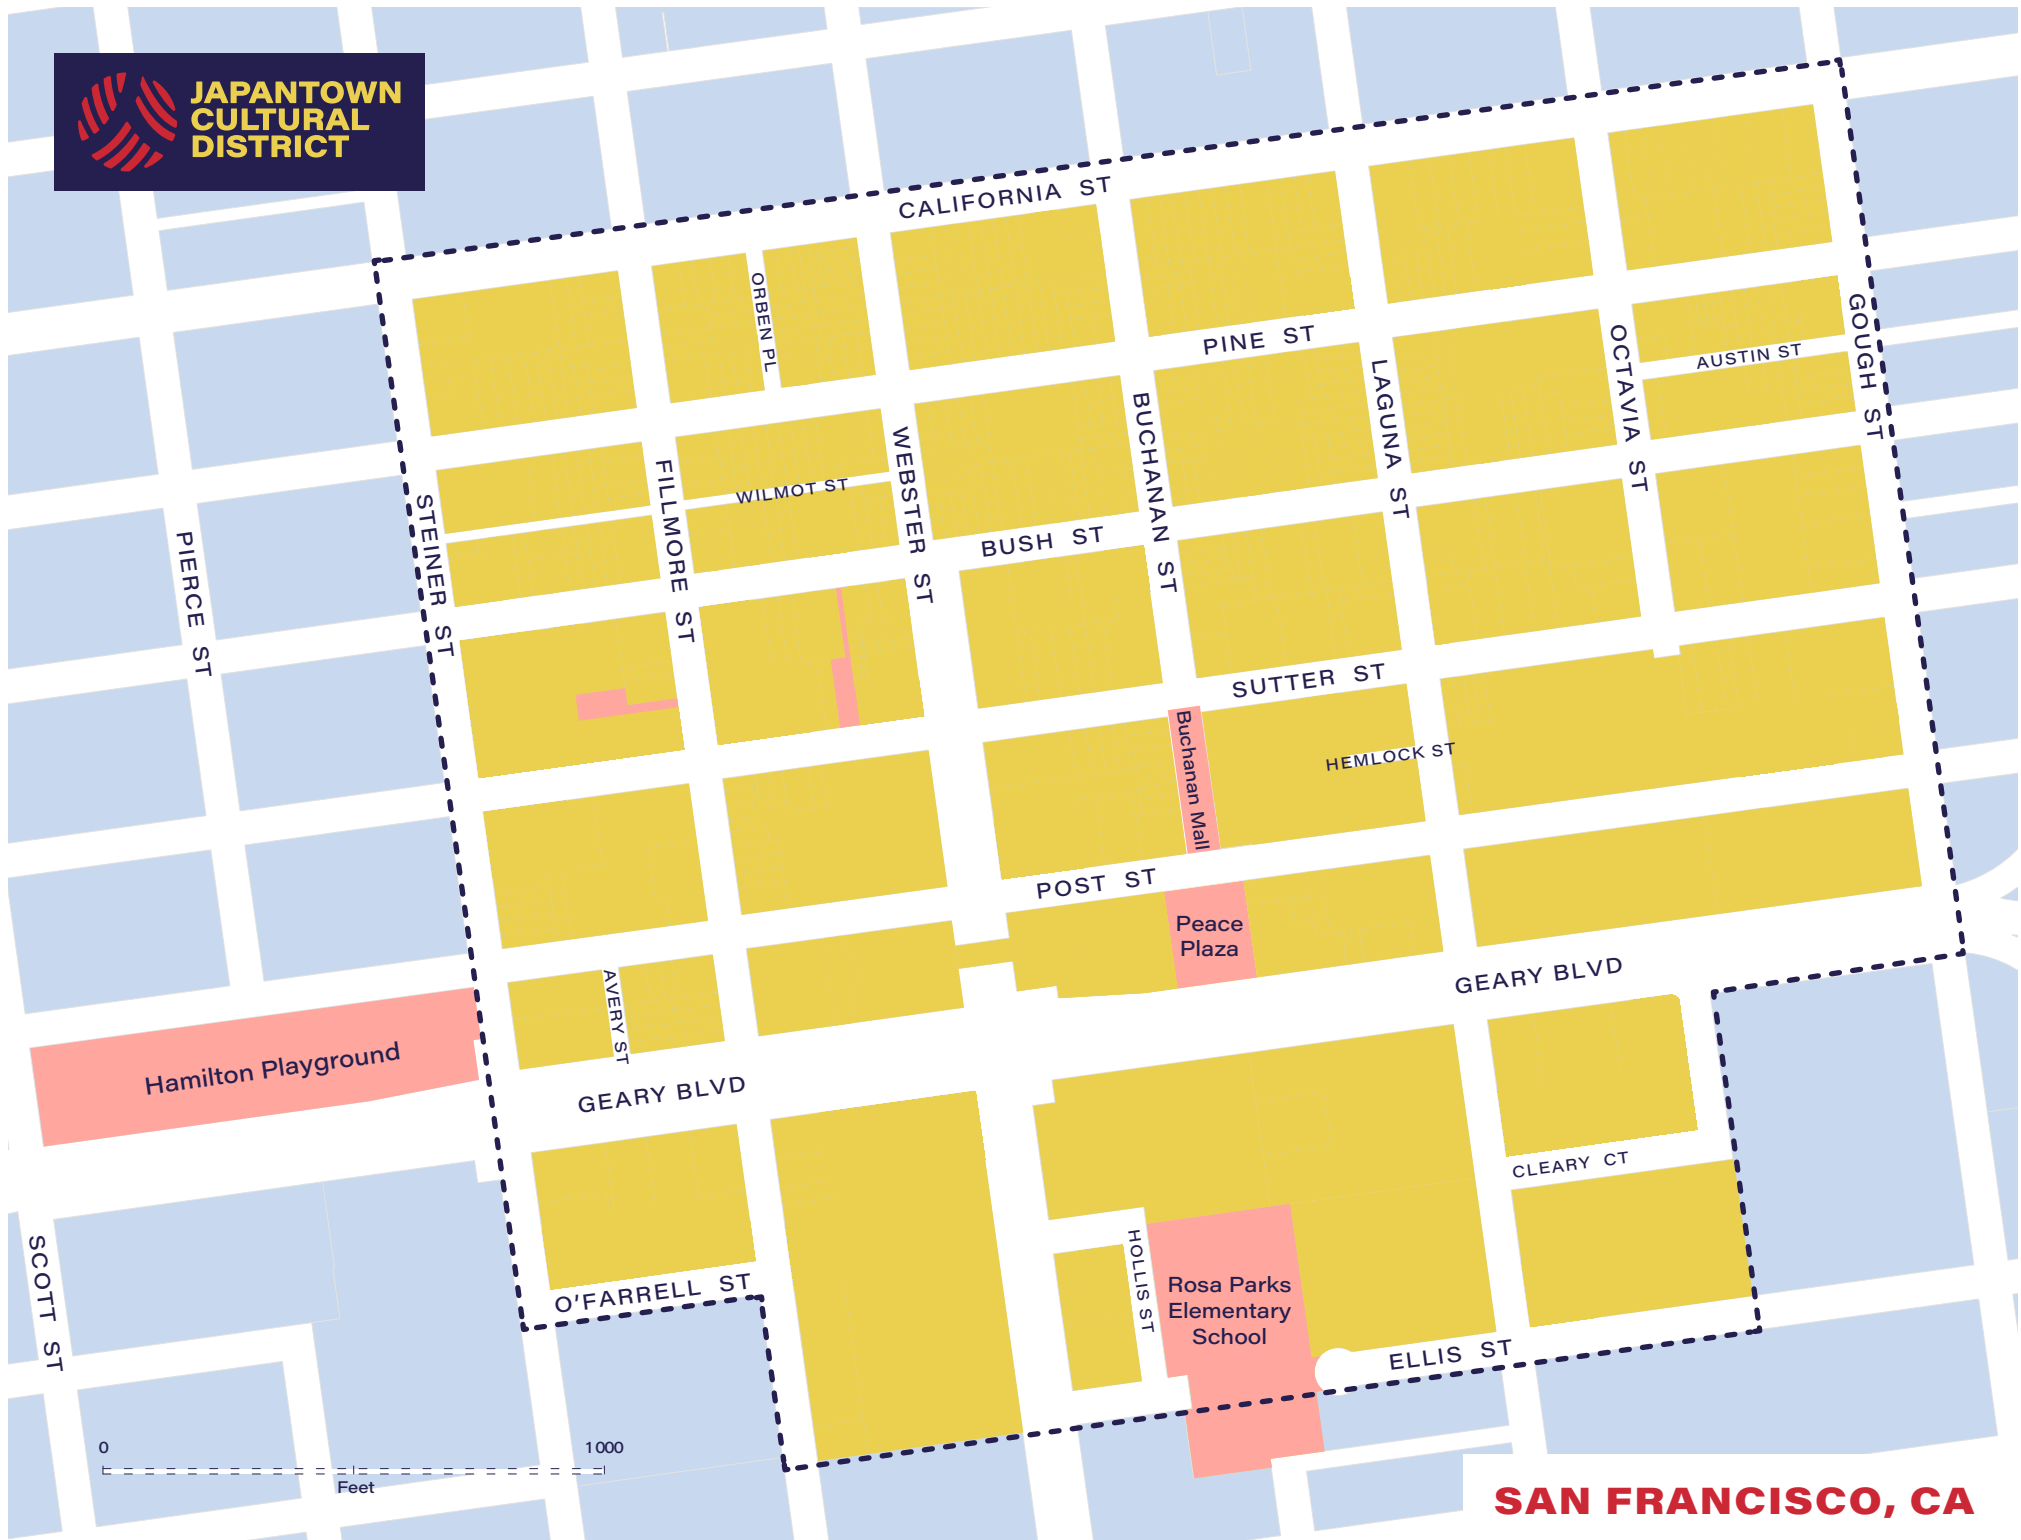 JAPANTOWN
CULTURAL
DISTRICT
CALIFORNIA ST
ORBEN PL
PINE ST
AUSTIN ST
GOUGH ST
OCTAVIA ST
LAGUNA ST
BUCHANAN ST
WEBSTER ST
WILMOT ST
FILLMORE ST
STEINER ST
PIERCE ST
BUSH ST
SUTTER ST
Buchanan Mall
HEMLOCK ST
POST ST
Peace
Plaza
GEARY BLVD
AVERY ST
Hamilton Playground
GEARY BLVD
CLEARY CT
HOLLIS ST
SCOTT ST
O'FARRELL ST
Rosa Parks
Elementary
School
ELLIS ST
0 1000
Feet
SAN FRANCISCO, CA